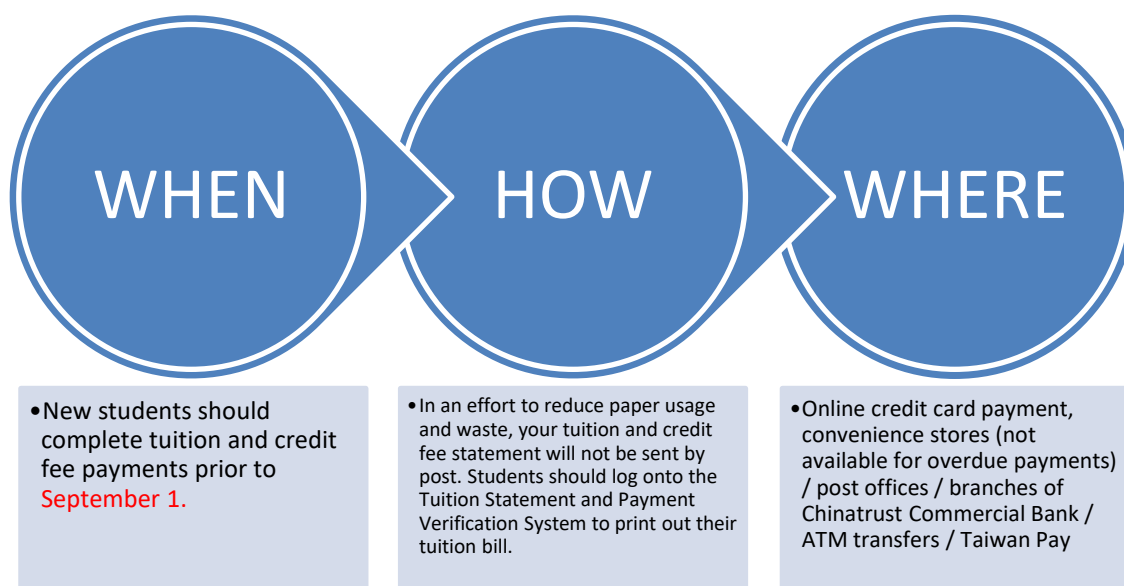 WHEN
HOW
WHERE
•New students should
complete tuition and credit
fee payments prior to
September 1.
•In an effort to reduce paper usage
and waste, your tuition and credit
fee statement will not be sent by
post. Students should log onto the
Tuition Statement and Payment
Verification System to print out their
tuition bill.
•Online credit card payment,
convenience stores (not
available for overdue payments)
/ post offices / branches of
Chinatrust Commercial Bank /
ATM transfers / Taiwan Pay